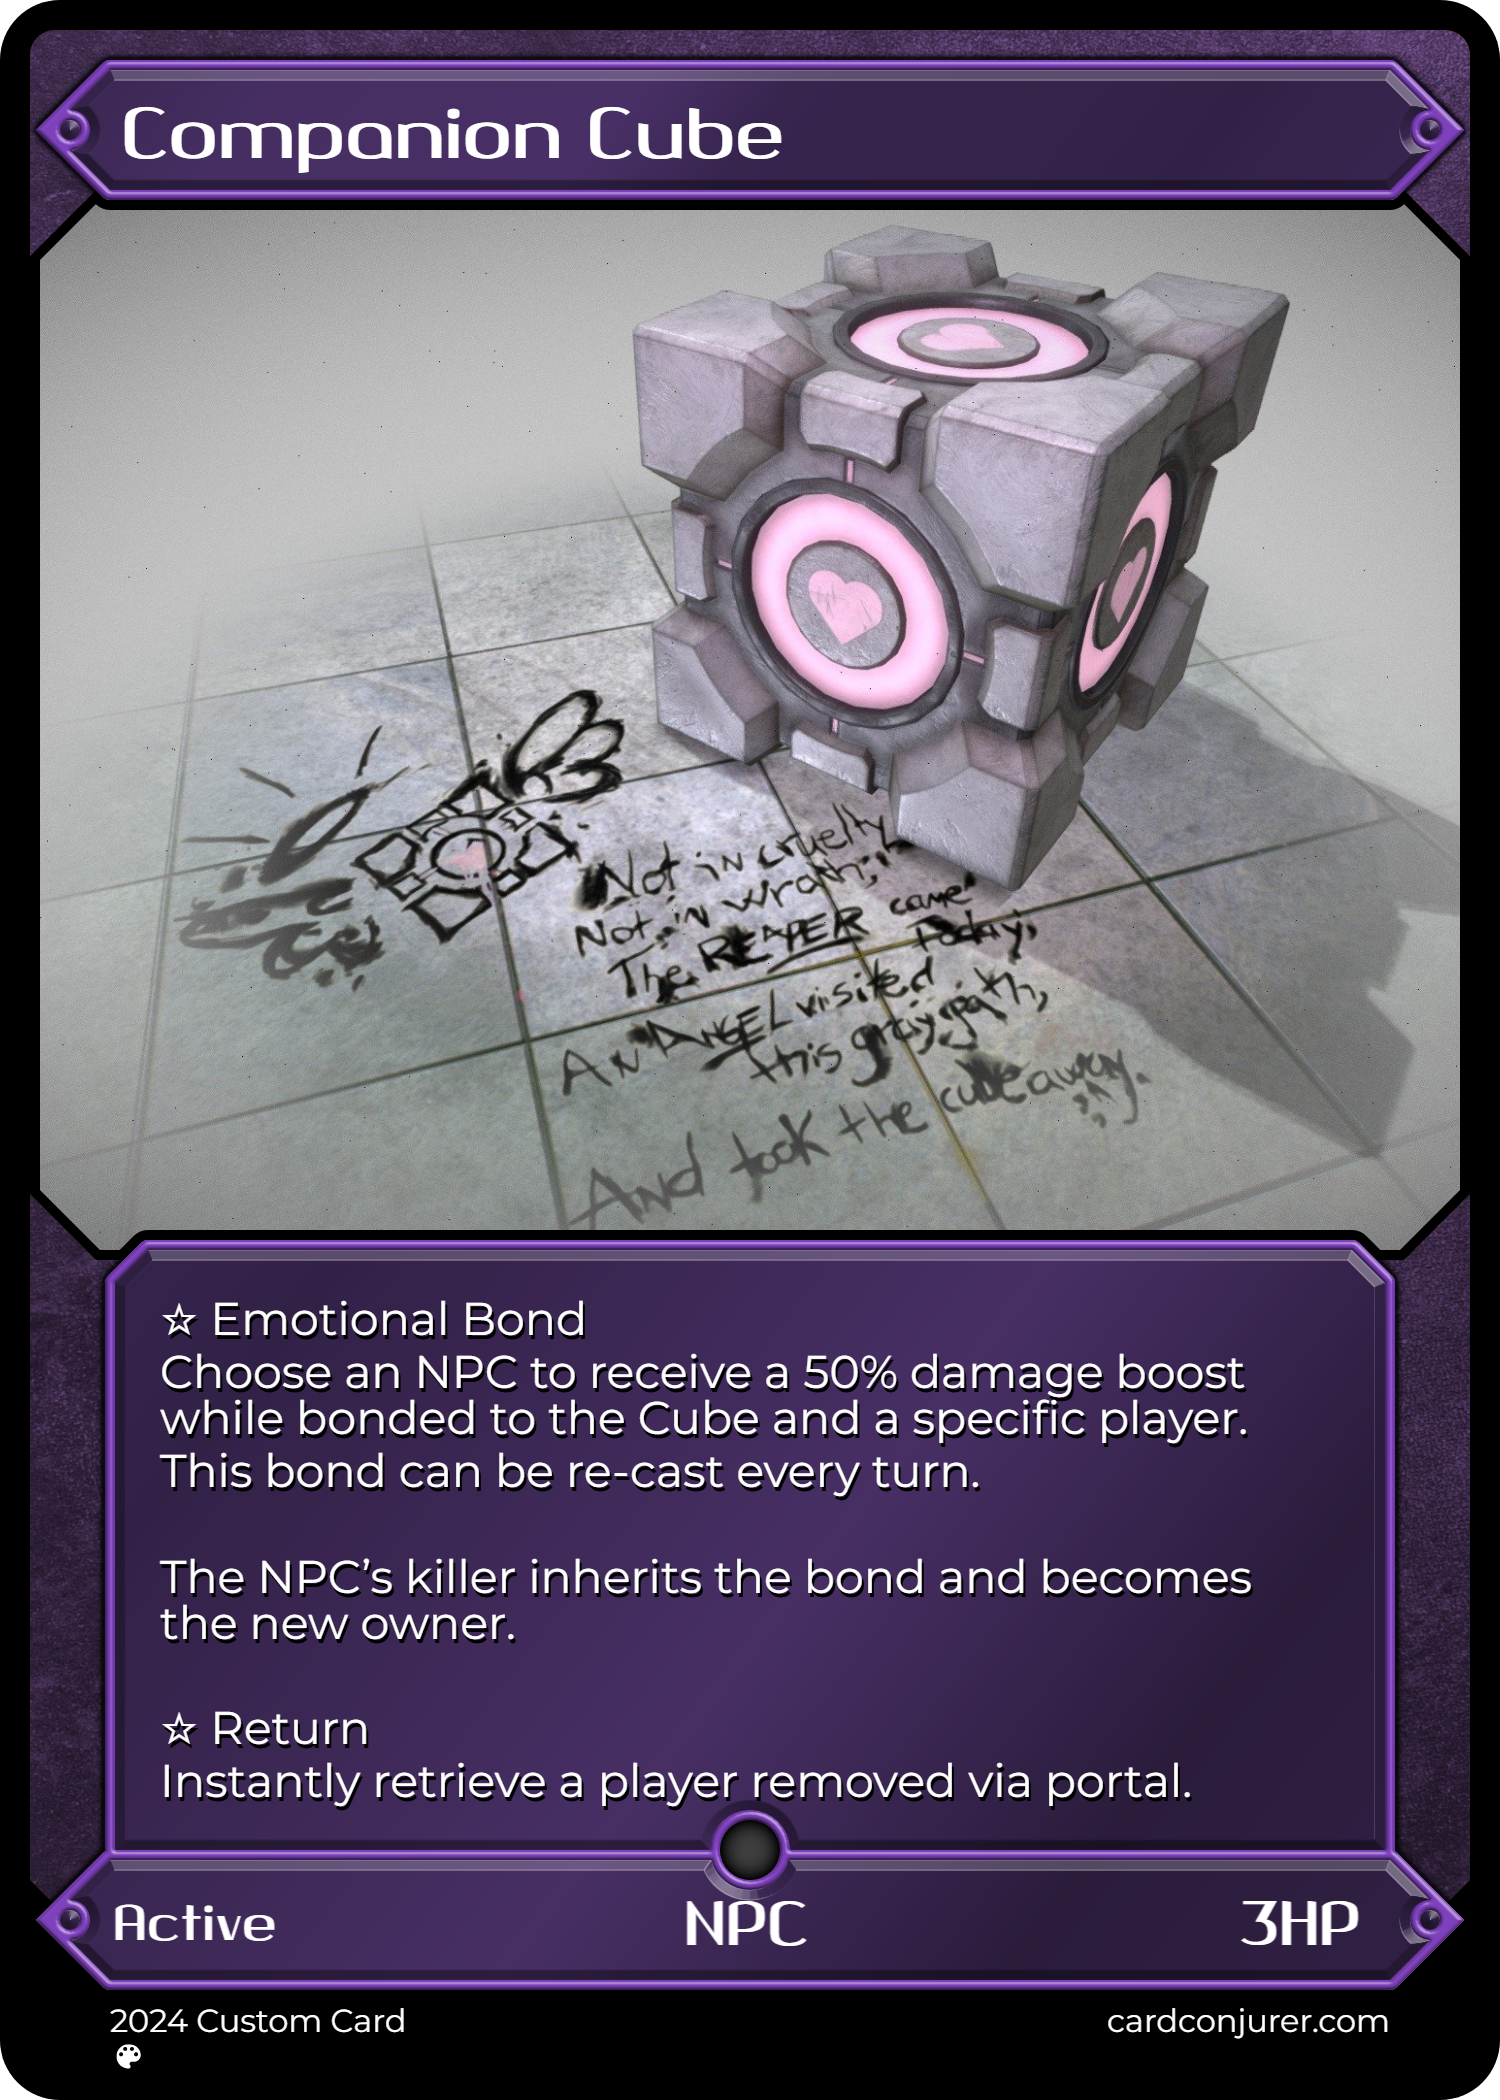 Companion Cube
Not in cruelty,
Not in wrath;
The REAPER came
Today;
An ANGEL visited
this gray path,
And took the cube away.
☆ Emotional Bond
Choose an NPC to receive a 50% damage boost
while bonded to the Cube and a specific player.
This bond can be re-cast every turn.
The NPC’s killer inherits the bond and becomes
the new owner.
☆ Return
Instantly retrieve a player removed via portal.
Active
NPC
3HP
2024 Custom Card
cardconjurer.com